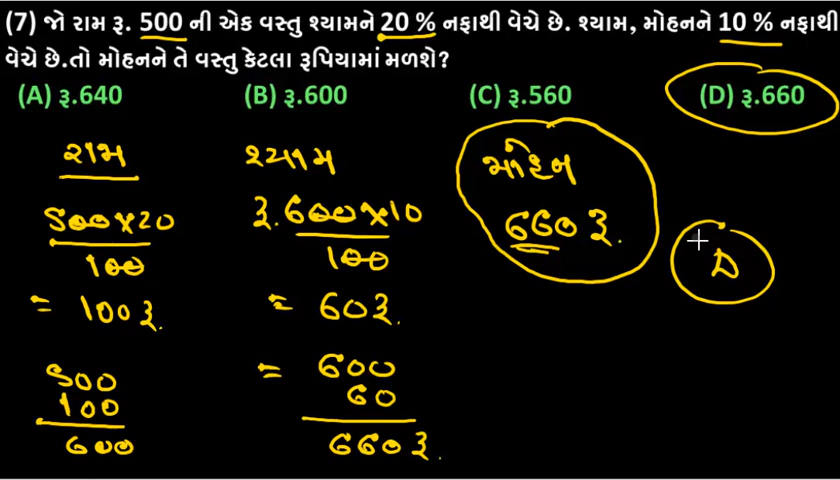 (7) જો રામ રૂ. 500 ની એક વસ્તુ શ્યામને 20 % નફાથી વેચે છે. શ્યામ, મોહનને 10 % નફાથી
વેચે છે.તો મોહનને તે વસ્તુ કેટલા રૂપિયામાં મળશે?
(A) રૂ.640 (B) રૂ.600 (C) રૂ.560 (D) રૂ.660
રામ શ્યામ મોહન
500 x 20 રૂ. 600 x 10 660 રૂ.
100 100 D
= 100 રૂ. = 60 રૂ.
500 = 600
100 60
600 660 રૂ.